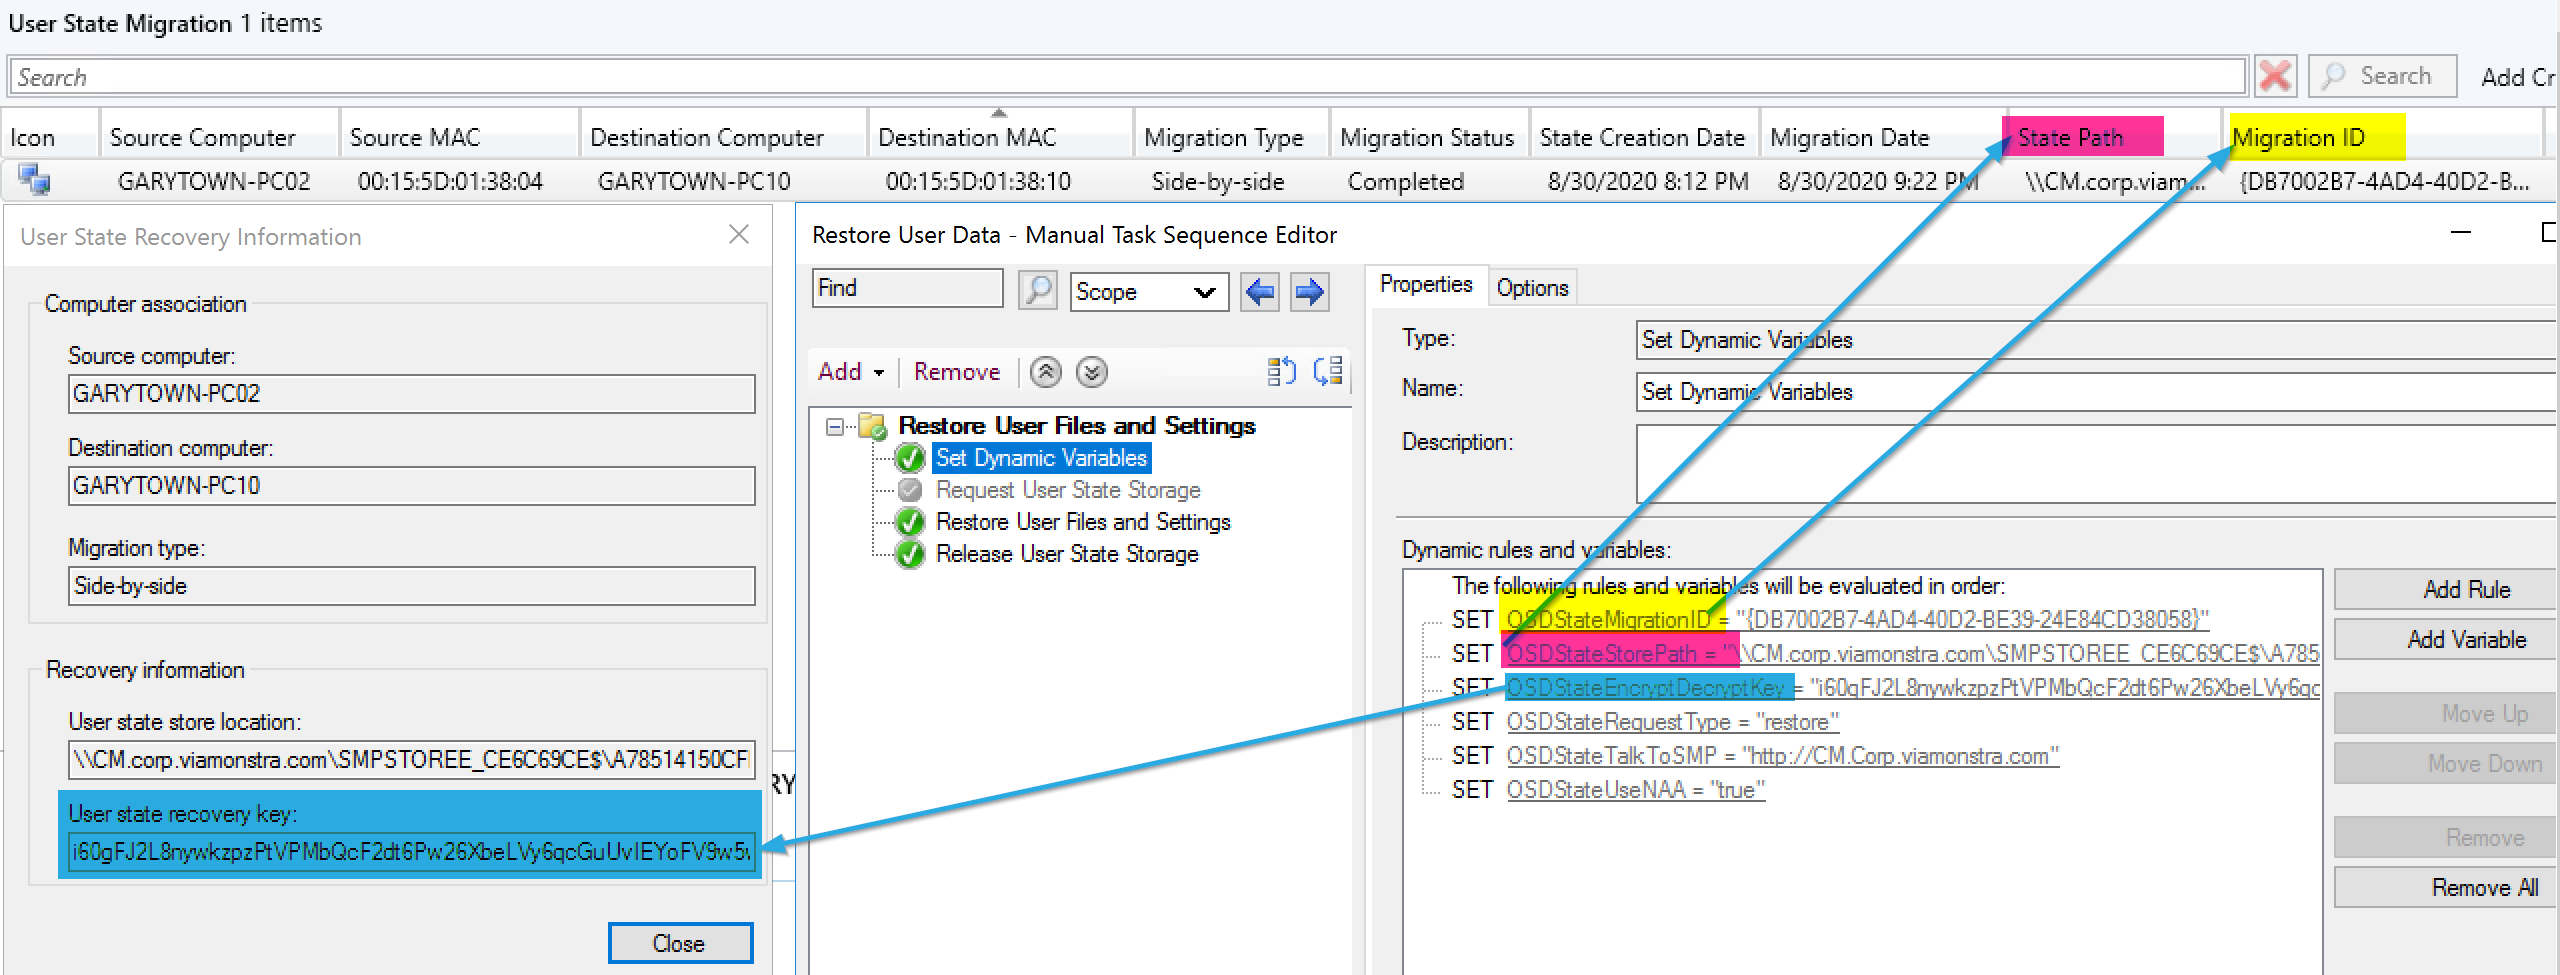 User State Migration 1 items
Search
Search
Add Cr
Icon Source Computer Source MAC Destination Computer Destination MAC Migration Type Migration Status State Creation Date Migration Date State Path Migration ID
GARYTOWN-PC02 00:15:5D:01:38:04 GARYTOWN-PC10 00:15:5D:01:38:10 Side-by-side Completed 8/30/2020 8:12 PM 8/30/2020 9:22 PM \\CM.corp.viam... {DB7002B7-4AD4-40D2-B...
User State Recovery Information
Computer association
Source computer:
GARYTOWN-PC02
Destination computer:
GARYTOWN-PC10
Migration type:
Side-by-side
Recovery information
User state store location:
\\CM.corp.viamonstra.com\SMPSTOREE_CE6C69CE$\A78514150CF
User state recovery key:
i60gFJ2L8nywkzpzPtVPMbQcF2dt6Pw26XbeLVy6qcGuUvIEYoFV9w5
Close
RY
Restore User Data - Manual Task Sequence Editor
Find
Scope
Add
Remove
Restore User Files and Settings
Set Dynamic Variables
Request User State Storage
Restore User Files and Settings
Release User State Storage
Properties
Options
Type:
Set Dynamic Variables
Name:
Set Dynamic Variables
Description:
Dynamic rules and variables:
The following rules and variables will be evaluated in order:
SET OSDStateMigrationID = "{DB7002B7-4AD4-40D2-BE39-24E84CD38058}"
SET OSDStateStorePath = "\\CM.corp.viamonstra.com\SMPSTOREE_CE6C69CE$\A785
SET OSDStateEncryptDecryptKey = "i60gFJ2L8nywkzpzPtVPMbQcF2dt6Pw26XbeLVy6qc
SET OSDStateRequestType = "restore"
SET OSDStateTalkToSMP = "http://CM.Corp.viamonstra.com"
SET OSDStateUseNAA = "true"
Add Rule
Add Variable
Move Up
Move Down
Remove
Remove All